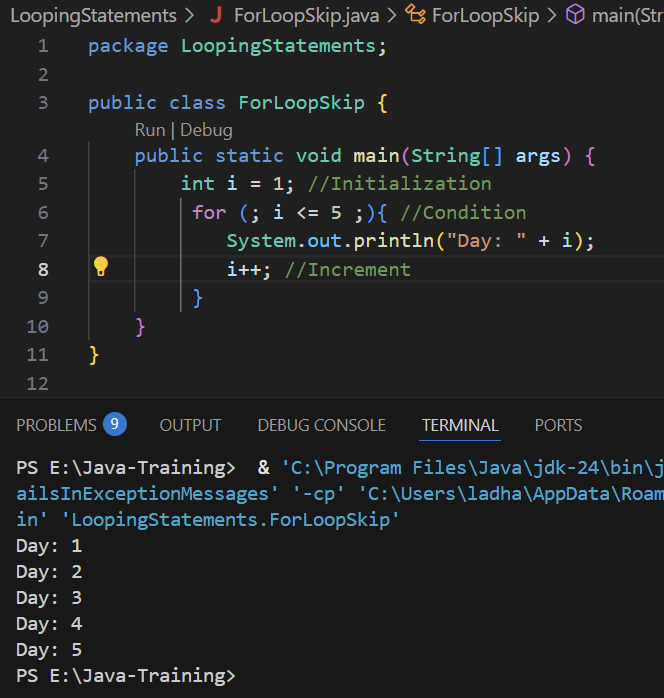 LoopingStatements > J ForLoopSkip.java > ForLoopSkip > main(Str
1 package LoopingStatements;
2
3 public class ForLoopSkip {
Run | Debug
4 public static void main(String[] args) {
5 int i = 1; //Initialization
6 for (; i <= 5 ;){ //Condition
7 System.out.println("Day: " + i);
8 i++; //Increment
9 }
10 }
11 }
12
PROBLEMS 9 OUTPUT DEBUG CONSOLE TERMINAL PORTS
PS E:\Java-Training> & 'C:\Program Files\Java\jdk-24\bin\j
ailsInExceptionMessages' '-cp' 'C:\Users\ladha\AppData\Roam
in' 'LoopingStatements.ForLoopSkip'
Day: 1
Day: 2
Day: 3
Day: 4
Day: 5
PS E:\Java-Training>